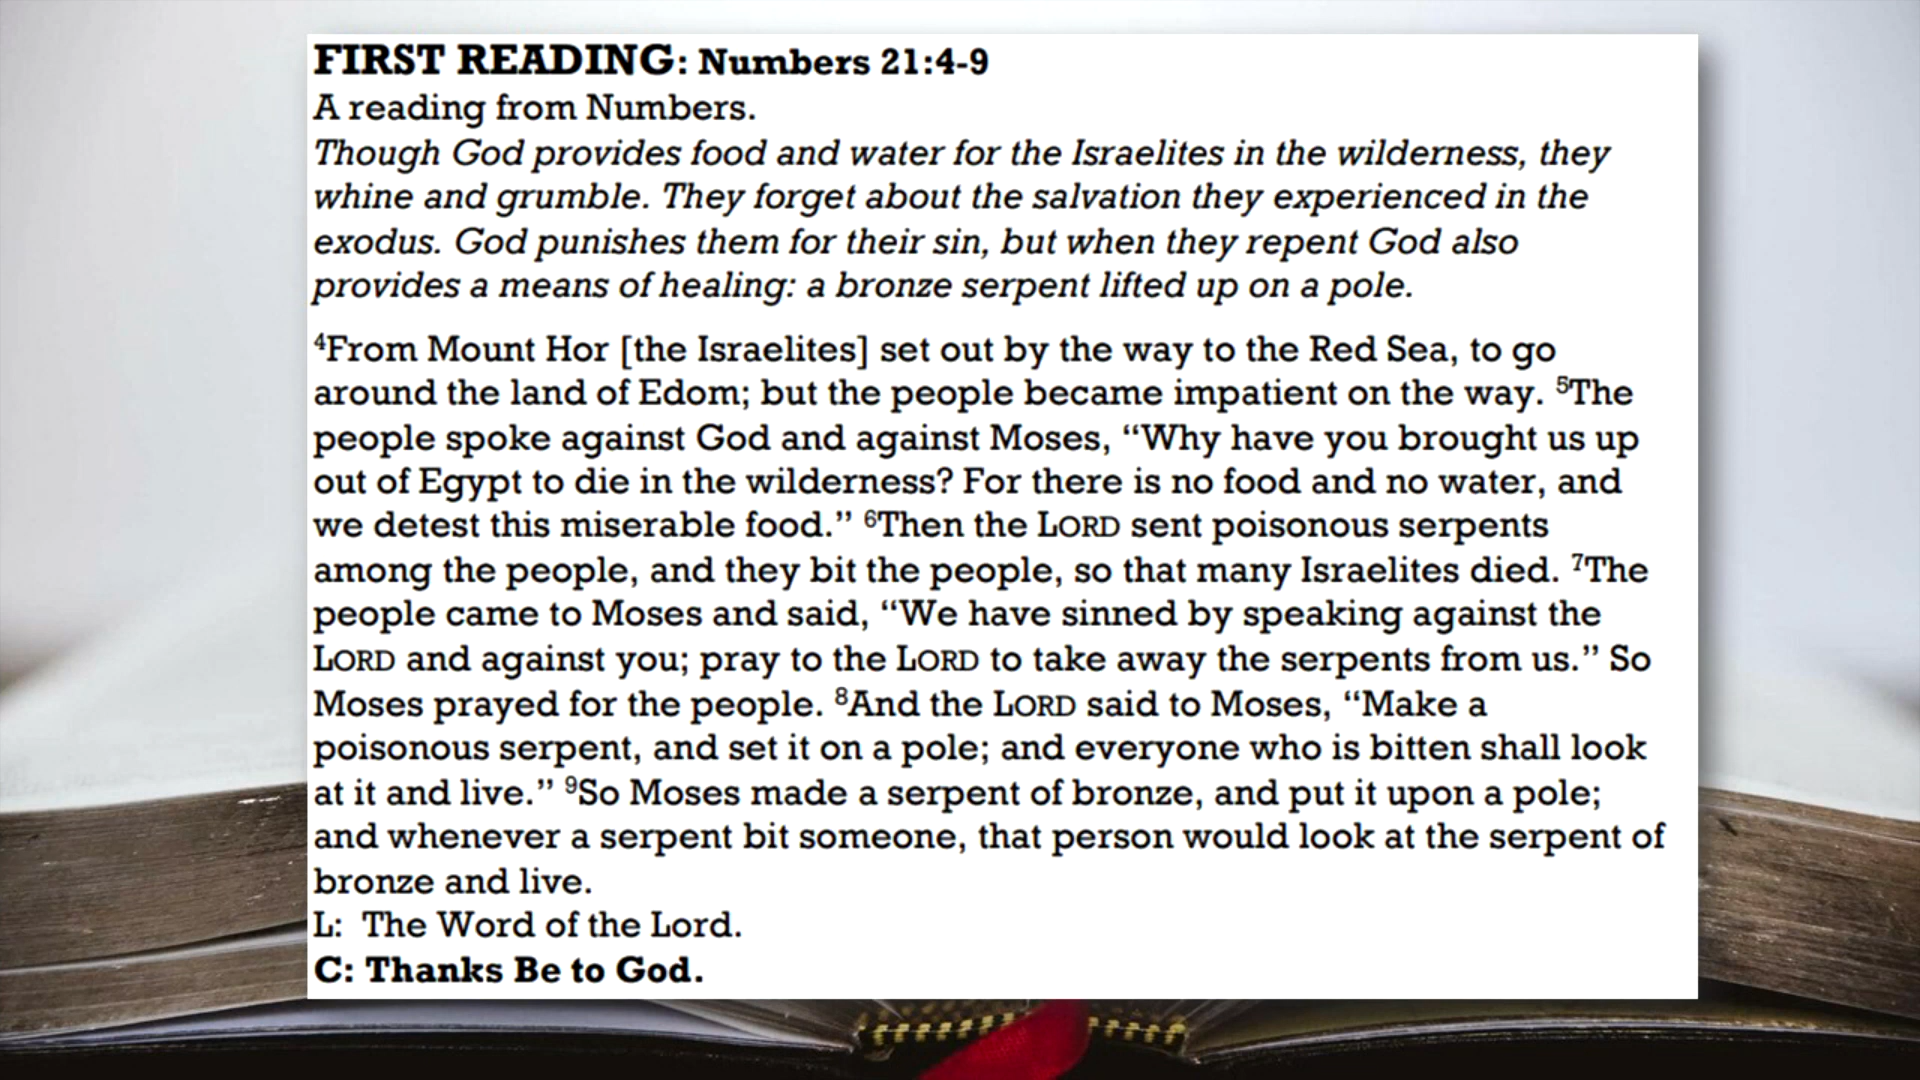 FIRST READING: Numbers 21:4-9
A reading from Numbers.
Though God provides food and water for the Israelites in the wilderness, they
whine and grumble. They forget about the salvation they experienced in the
exodus. God punishes them for their sin, but when they repent God also
provides a means of healing: a bronze serpent lifted up on a pole.
⁴From Mount Hor [the Israelites] set out by the way to the Red Sea, to go
around the land of Edom; but the people became impatient on the way. ⁵The
people spoke against God and against Moses, “Why have you brought us up
out of Egypt to die in the wilderness? For there is no food and no water, and
we detest this miserable food.” ⁶Then the LORD sent poisonous serpents
among the people, and they bit the people, so that many Israelites died. ⁷The
people came to Moses and said, “We have sinned by speaking against the
LORD and against you; pray to the LORD to take away the serpents from us.” So
Moses prayed for the people. ⁸And the LORD said to Moses, “Make a
poisonous serpent, and set it on a pole; and everyone who is bitten shall look
at it and live.” ⁹So Moses made a serpent of bronze, and put it upon a pole;
and whenever a serpent bit someone, that person would look at the serpent of
bronze and live.
L: The Word of the Lord.
C: Thanks Be to God.